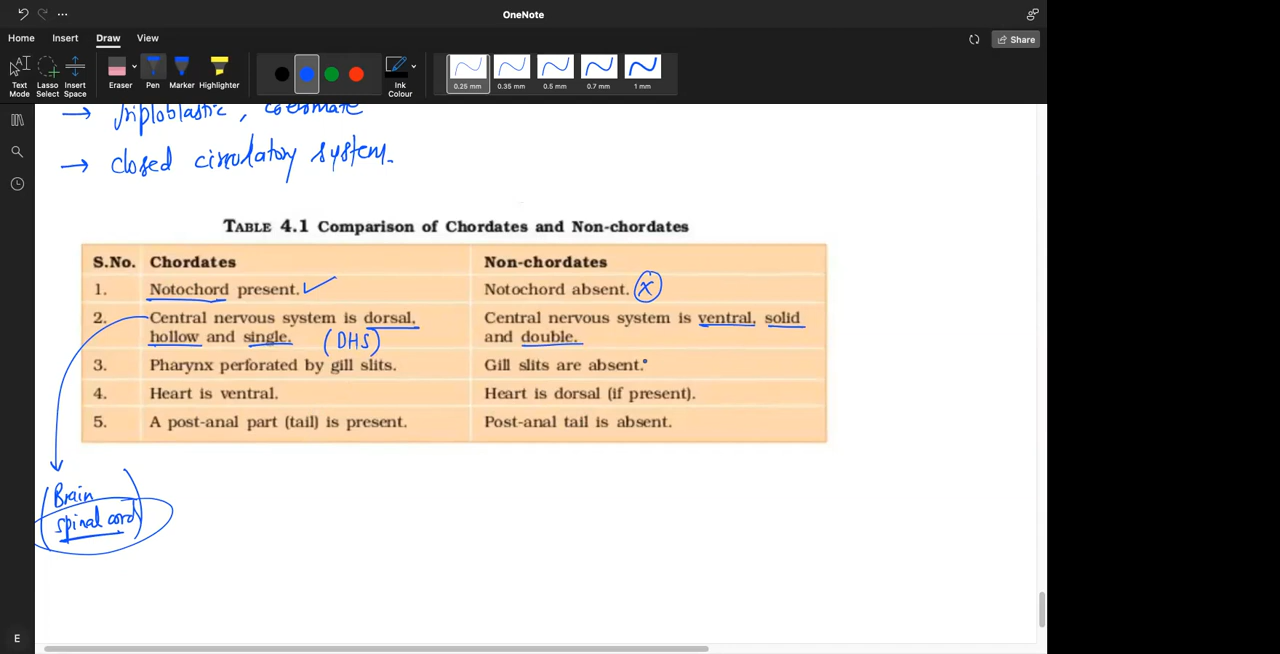 OneNote
Home Insert Draw View
Share
Text Mode
Lasso Select
Insert Space
Eraser
Pen
Marker
Highlighter
Ink Colour
0.25 mm
0.35 mm
0.5 mm
0.7 mm
1 mm
→ Triploblastic, coelomate
→ closed circulatory system.
TABLE 4.1 Comparison of Chordates and Non-chordates
S.No. Chordates Non-chordates
1. Notochord present. ✓ Notochord absent. X
2. Central nervous system is dorsal, Central nervous system is ventral, solid
hollow and single. (DHS) and double.
3. Pharynx perforated by gill slits. Gill slits are absent.
4. Heart is ventral. Heart is dorsal (if present).
5. A post-anal part (tail) is present. Post-anal tail is absent.
(Brain
spinal cord)
E